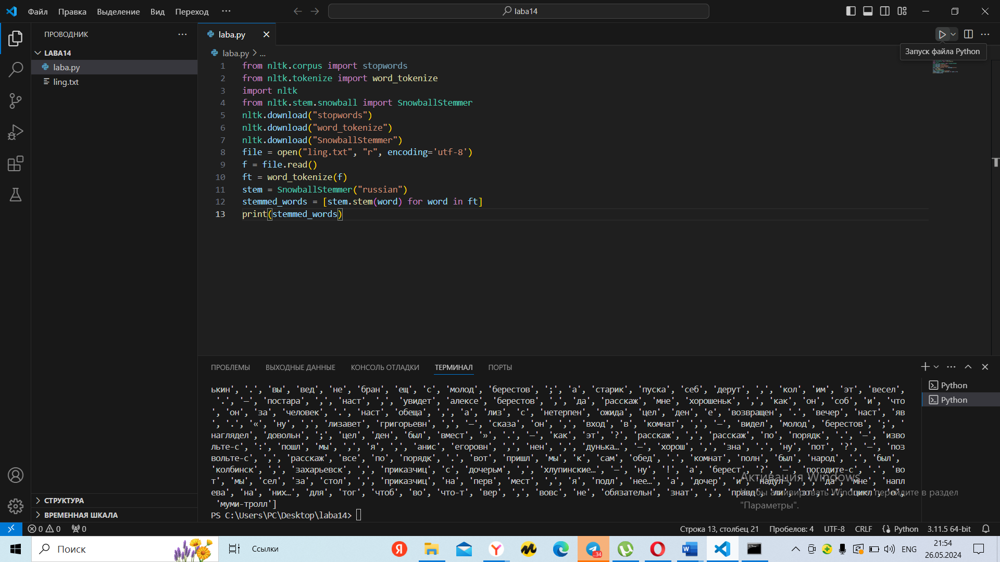 Файл Правка Выделение Вид Переход ··· laba14
ПРОВОДНИК ···
LABA14
laba.py
ling.txt
laba.py
Запуск файла Python
laba.py > ...
1 from nltk.corpus import stopwords
2 from nltk.tokenize import word_tokenize
3 import nltk
4 from nltk.stem.snowball import SnowballStemmer
5 nltk.download("stopwords")
6 nltk.download("word_tokenize")
7 nltk.download("SnowballStemmer")
8 file = open("ling.txt", "r", encoding='utf-8')
9 f = file.read()
10 ft = word_tokenize(f)
11 stem = SnowballStemmer("russian")
12 stemmed_words = [stem.stem(word) for word in ft]
13 print(stemmed_words)
ПРОБЛЕМЫ ВЫХОДНЫЕ ДАННЫЕ КОНСОЛЬ ОТЛАДКИ ТЕРМИНАЛ ПОРТЫ
Python
Python
ькин', '.', 'вы', 'вед', 'не', 'бран', 'ещ', 'с', 'молод', 'берестов', ';', 'а', 'старик', 'пуска', 'себ', 'дерут', ',', 'кол', 'им', 'эт', 'весел',
'.', '–', 'постара', ',', 'наст', ',', 'увидет', 'алексе', 'берестов', ',', 'да', 'расскаж', 'мне', 'хорошеньк', ',', 'как', 'он', 'соб', 'и', 'что
', 'он', 'за', 'человек', '.', 'наст', 'обеща', ',', 'а', 'лиз', 'с', 'нетерпен', 'ожида', 'цел', 'ден', 'е', 'возвращен', '.', 'вечер', 'наст', 'яв
', '.', '«', 'ну', ',', 'лизавет', 'григорьевн', ',', '–', 'сказа', 'он', ',', 'вход', 'в', 'комнат', ',', '–', 'видел', 'молод', 'берестов', ';', '
наглядел', 'довольн', ';', 'цел', 'ден', 'был', 'вмест', '»', '.', '–', 'как', 'эт', '?', 'расскаж', ',', 'расскаж', 'по', 'порядк', '.', '–', 'изво
льте-с', ':', 'пошл', 'мы', ',', 'я', ',', 'анис', 'егоровн', ',', 'нен', ',', 'дунька…', '–', 'хорош', ',', 'зна', '.', 'ну', 'пот', '?', '–', 'поз
вольте-с', ',', 'расскаж', 'все', 'по', 'порядк', '.', 'вот', 'пришл', 'мы', 'к', 'сам', 'обед', '.', 'комнат', 'полн', 'был', 'народ', '.', 'был',
'колбинск', ',', 'захарьевск', ',', 'приказчиц', 'с', 'дочерьм', ',', 'хлупинские…', '–', 'ну', '!', 'а', 'берест', '?', '–', 'погодите-с', '.', 'во
т', 'мы', 'сел', 'за', 'стол', ',', 'приказчиц', 'на', 'перв', 'мест', ',', 'я', 'подл', 'нее…', 'а', 'дочер', 'и', 'надул', ',', 'да', 'мне', 'напл
ева', 'на', 'них…', 'для', 'тог', 'чтоб', 'во', 'что-т', 'вер', ',', 'вовс', 'не', 'обязательн', 'знат', ',', 'правд', 'ли', 'эт', '.', 'цикл', 'о',
'муми-тролл']
PS C:\Users\PC\Desktop\laba14>
Активация Windows
Чтобы активировать Windows, перейдите в раздел
"Параметры".
СТРУКТУРА
ВРЕМЕННАЯ ШКАЛА
0 0 0 Строка 13, столбец 21 Пробелов: 4 UTF-8 CRLF Python 3.11.5 64-bit
Поиск Ссылки Я ..34 ENG 21:54
26.05.2024